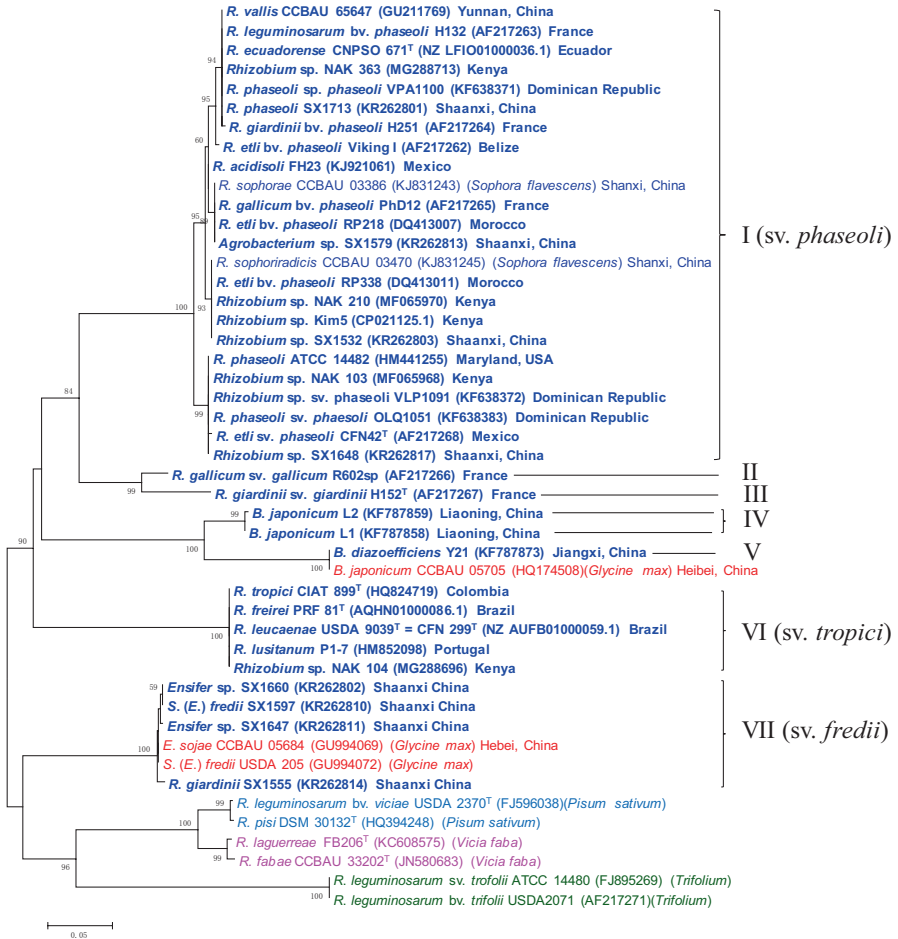 R. vallis CCBAU 65647 (GU211769) Yunnan, China
R. leguminosarum bv. phaseoli H132 (AF217263) France
R. ecuadorense CNPSO 671ᵀ (NZ LFIO01000036.1) Ecuador
94
Rhizobium sp. NAK 363 (MG288713) Kenya
R. phaseoli sp. phaseoli VPA1100 (KF638371) Dominican Republic
95
R. phaseoli SX1713 (KR262801) Shaanxi, China
R. giardinii bv. phaseoli H251 (AF217264) France
60
R. etli bv. phaseoli Viking I (AF217262) Belize
R. acidisoli FH23 (KJ921061) Mexico
R. sophorae CCBAU 03386 (KJ831243) (Sophora flavescens) Shanxi, China
R. gallicum bv. phaseoli PhD12 (AF217265) France
95
R. etli bv. phaseoli RP218 (DQ413007) Morocco
I (sv. phaseoli)
Agrobacterium sp. SX1579 (KR262813) Shaanxi, China
R. sophoriradicis CCBAU 03470 (KJ831245) (Sophora flavescens) Shanxi, China
R. etli bv. phaseoli RP338 (DQ413011) Morocco
Rhizobium sp. NAK 210 (MF065970) Kenya
100
93
Rhizobium sp. Kim5 (CP021125.1) Kenya
Rhizobium sp. SX1532 (KR262803) Shaanxi, China
R. phaseoli ATCC 14482 (HM441255) Maryland, USA
Rhizobium sp. NAK 103 (MF065968) Kenya
84
Rhizobium sp. sv. phaseoli VLP1091 (KF638372) Dominican Republic
99
R. phaseoli sv. phaesoli OLQ1051 (KF638383) Dominican Republic
R. etli sv. phaseoli CFN42ᵀ (AF217268) Mexico
Rhizobium sp. SX1648 (KR262817) Shaanxi, China
R. gallicum sv. gallicum R602sp (AF217266) France
II
99
R. giardinii sv. giardinii H152ᵀ (AF217267) France
III
99
B. japonicum L2 (KF787859) Liaoning, China
IV
B. japonicum L1 (KF787858) Liaoning, China
90
100
B. diazoefficiens Y21 (KF787873) Jiangxi, China
V
100
B. japonicum CCBAU 05705 (HQ174508)(Glycine max) Heibei, China
R. tropici CIAT 899ᵀ (HQ824719) Colombia
R. freirei PRF 81ᵀ (AQHN01000086.1) Brazil
100
R. leucaenae USDA 9039ᵀ = CFN 299ᵀ (NZ AUFB01000059.1) Brazil
VI (sv. tropici)
R. lusitanum P1-7 (HM852098) Portugal
Rhizobium sp. NAK 104 (MG288696) Kenya
59
Ensifer sp. SX1660 (KR262802) Shaanxi China
S. (E.) fredii SX1597 (KR262810) Shaanxi China
Ensifer sp. SX1647 (KR262811) Shaanxi China
VII (sv. fredii)
100
E. sojae CCBAU 05684 (GU994069) (Glycine max) Hebei, China
S. (E.) fredii USDA 205 (GU994072) (Glycine max)
R. giardinii SX1555 (KR262814) Shaanxi China
99
R. leguminosarum bv. viciae USDA 2370ᵀ (FJ596038)(Pisum sativum)
100
R. pisi DSM 30132ᵀ (HQ394248) (Pisum sativum)
R. laguerreae FB206ᵀ (KC608575) (Vicia faba)
99
R. fabae CCBAU 33202ᵀ (JN580683) (Vicia faba)
96
R. leguminosarum sv. trofolii ATCC 14480 (FJ895269) (Trifolium)
100
R. leguminosarum bv. trifolii USDA2071 (AF217271)(Trifolium)
0.05